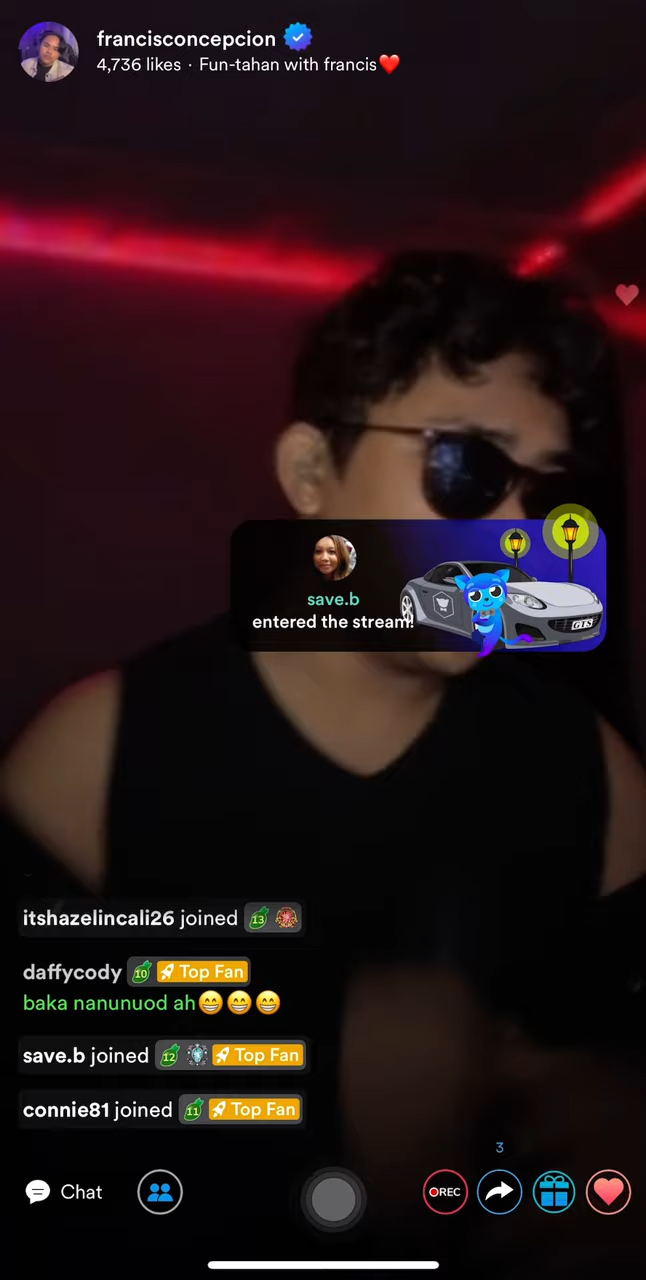 francisconcepcion
4,736 likes · Fun-tahan with francis❤️
save.b
entered the stream!
GTS
itshazelincali26 joined 13
daffycody 10 Top Fan
baka nanunuod ah😁😁😁
save.b joined 12 Top Fan
connie81 joined 11 Top Fan
3
Chat
REC